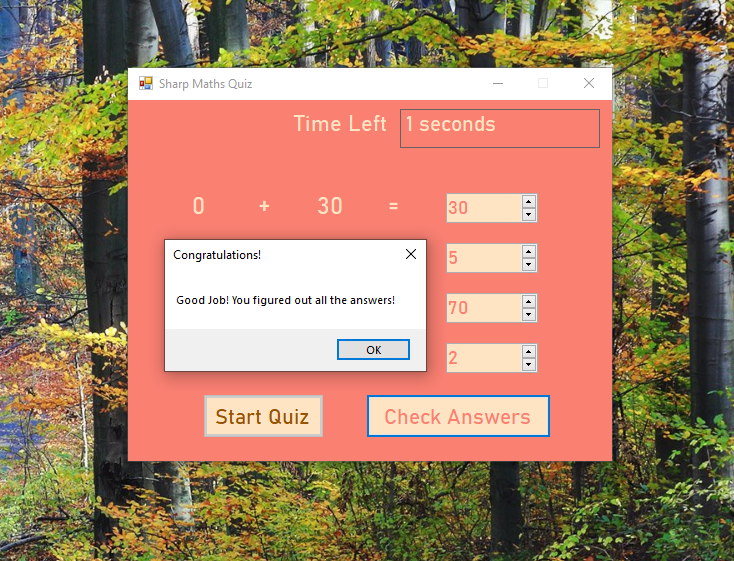 Sharp Maths Quiz
Time Left 1 seconds
0 + 30 = 30
Congratulations!
5
Good Job! You figured out all the answers!
70
OK
2
Start Quiz Check Answers